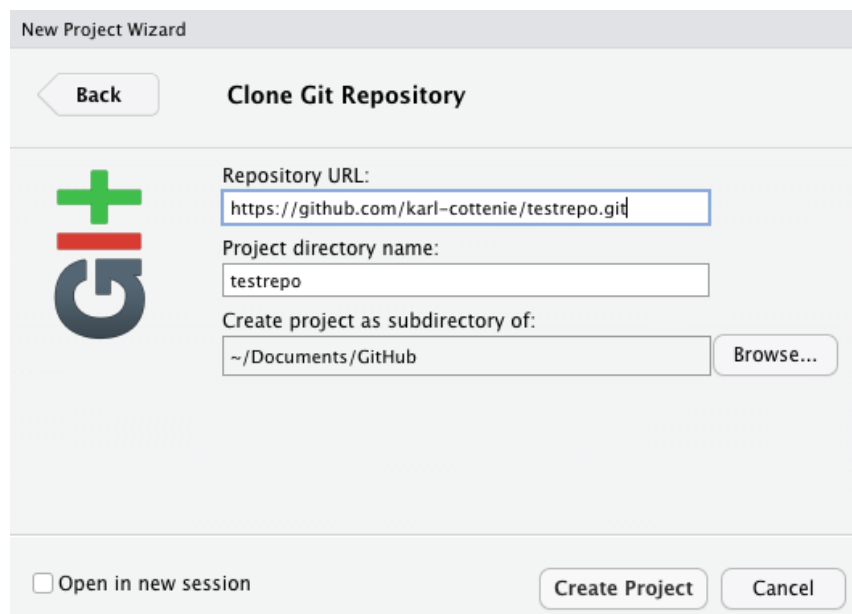 New Project Wizard
Back
Clone Git Repository
Repository URL:
https://github.com/karl-cottenie/testrepo.git
Project directory name:
testrepo
Create project as subdirectory of:
~/Documents/GitHub
Browse...
GIt
Open in new session
Create Project
Cancel